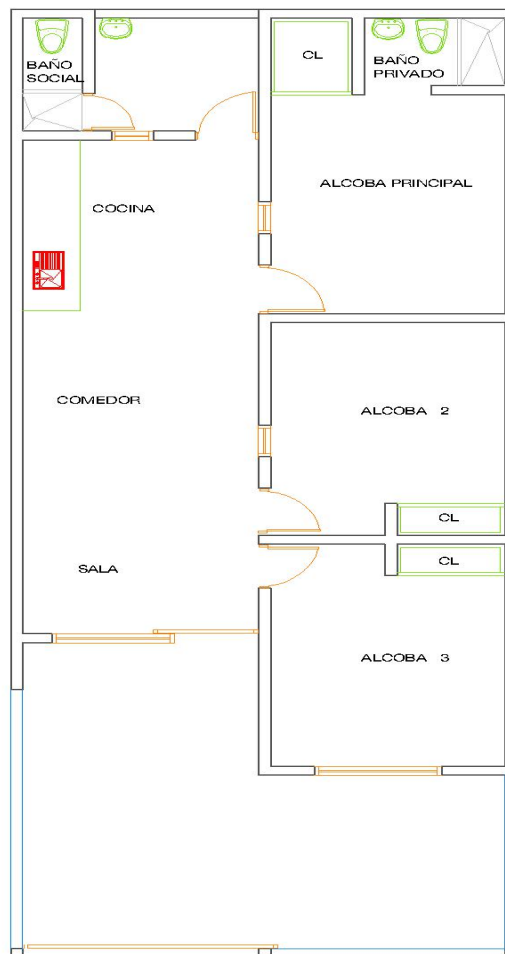 BAÑO
SOCIAL
CL
BAÑO
PRIVADO
ALCOBA PRINCIPAL
COCINA
COMEDOR
ALCOBA 2
CL
SALA
CL
ALCOBA 3